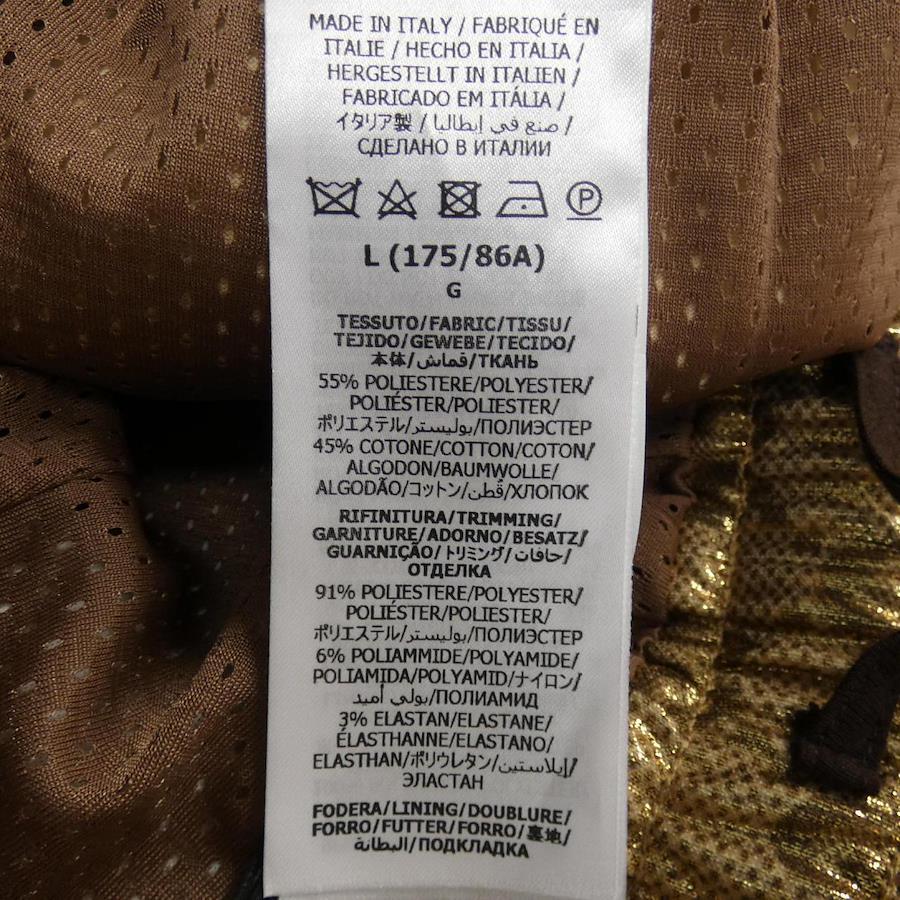 MADE IN ITALY / FABRIQUÉ EN
ITALIE / HECHO EN ITALIA /
HERGESTELLT IN ITALIEN /
FABRICADO EM ITÁLIA /
イタリア製 / صنع في إيطاليا /
СДЕЛАНО В ИТАЛИИ
P
L (175/86A)
G
TESSUTO/FABRIC/TISSU/
TEJIDO/GEWEBE/TECIDO/
本体/قماش/ТКАНЬ
55% POLIESTERE/POLYESTER/
POLIÉSTER/POLIESTER/
ポリエステル/بوليستر/ПОЛИЭСТЕР
45% COTONE/COTTON/COTON/
ALGODON/BAUMWOLLE/
ALGODÃO/コットン/قُطن/ХЛОПОК
RIFINITURA/TRIMMING/
GARNITURE/ADORNO/BESATZ/
GUARNIÇÃO/トリミング/حافات/
ОТДЕЛКА
91% POLIESTERE/POLYESTER/
POLIÉSTER/POLIESTER/
ポリエステル/بوليستر/ПОЛИЭСТЕР
6% POLIAMMIDE/POLYAMIDE/
POLIAMIDA/POLYAMID/ナイロン/
بولي أميد/ПОЛИАМИД
3% ELASTAN/ELASTANE/
ÉLASTHANNE/ELASTANO/
ELASTHAN/ポリウレタン/إيلاستين/
ЭЛАСТАН
FODERA/LINING/DOUBLURE/
FORRO/FUTTER/FORRO/裏地/
البطانة/ПОДКЛАДКА